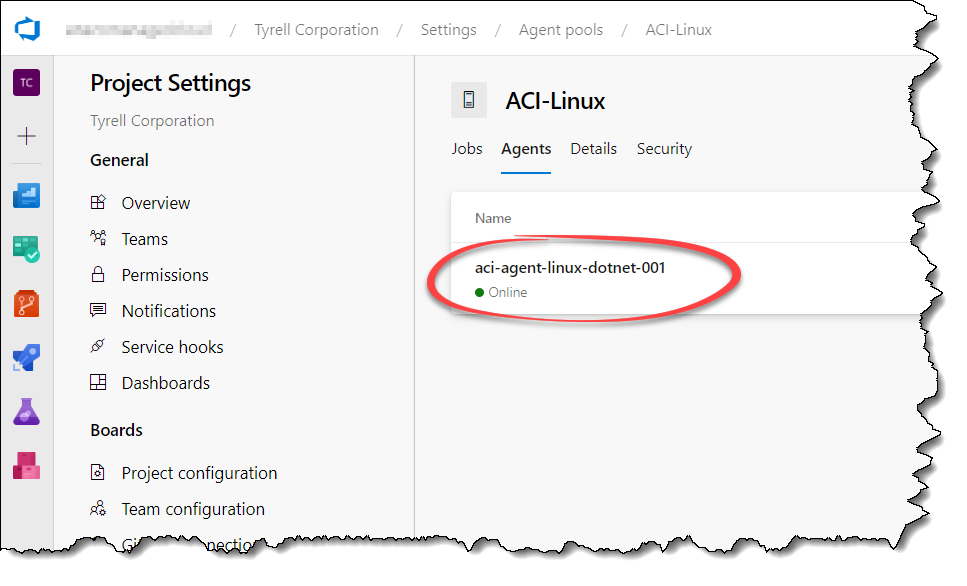 / Tyrell Corporation / Settings / Agent pools / ACI-Linux
TC
Project Settings
Tyrell Corporation
General
Overview
Teams
Permissions
Notifications
Service hooks
Dashboards
Boards
Project configuration
Team configuration
ACI-Linux
Jobs Agents Details Security
Name
aci-agent-linux-dotnet-001
Online